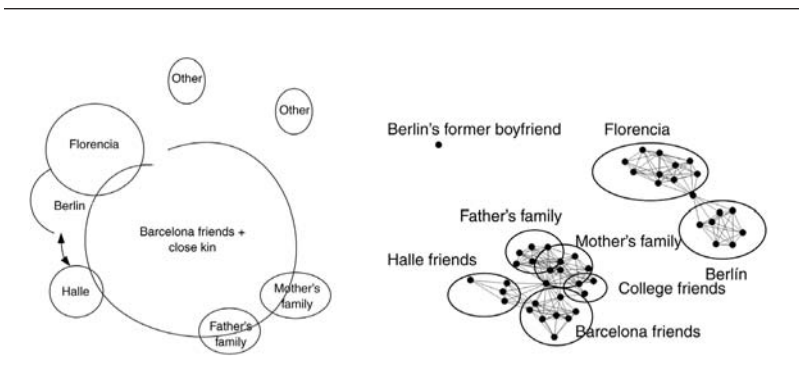 Other
Other
Florencia
Berlin
Barcelona friends +
close kin
Halle
Mother's
family
Father's
family
Berlin's former boyfriend
Florencia
Father's family
Mother's family
Halle friends
Berlín
College friends
Barcelona friends